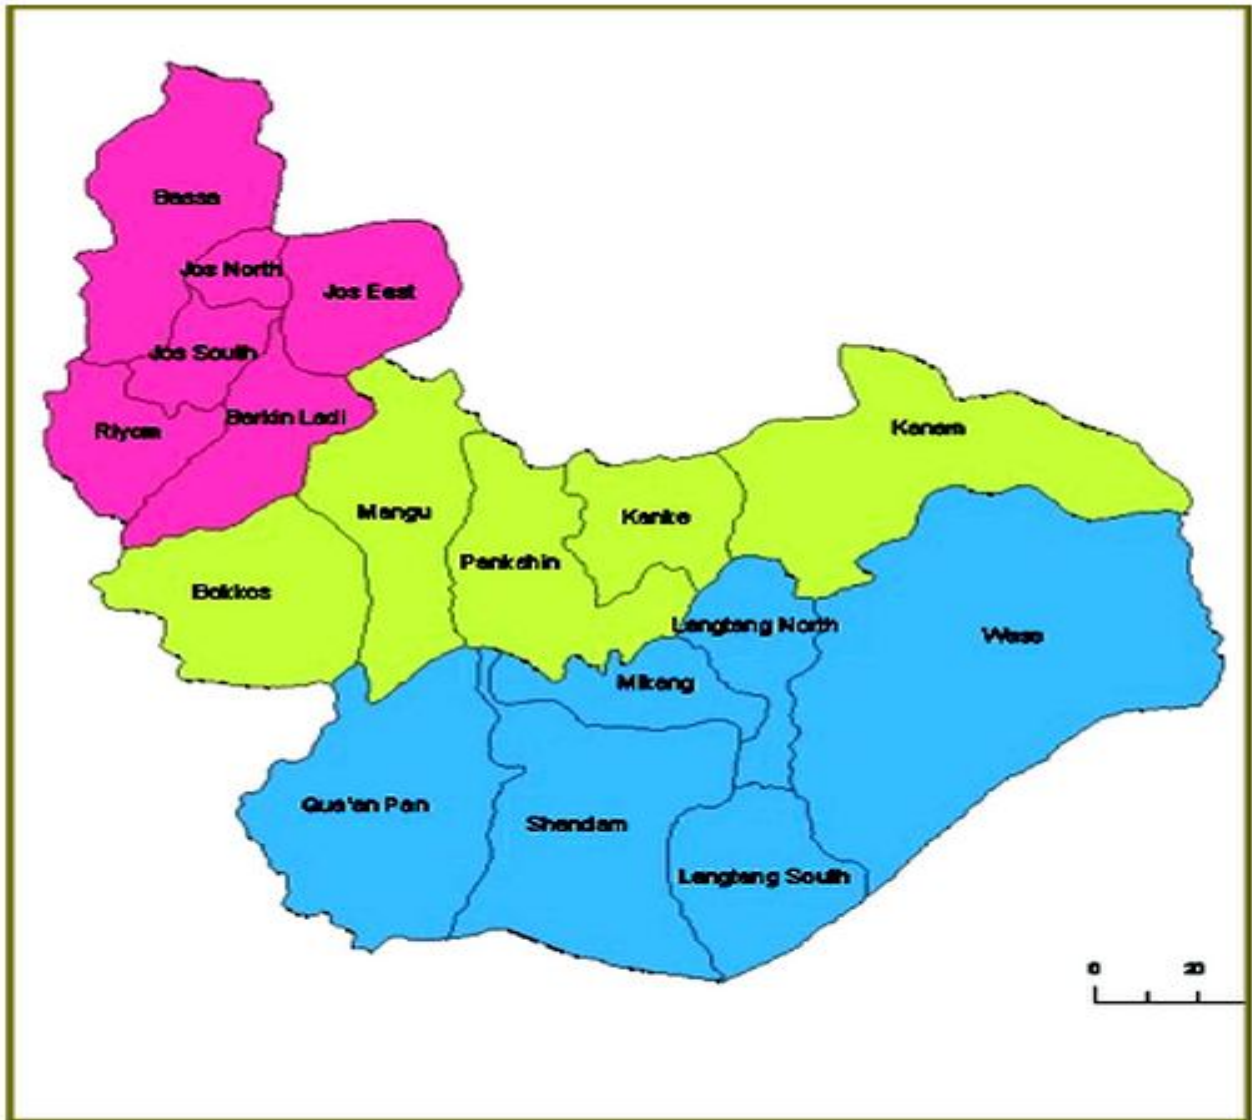 Bassa
Jos North
Jos East
Jos South
Riyom
Barkin Ladi
Kanam
Mangu
Kanke
Pankshin
Bokkos
Langtang North
Wase
Mikang
Qua'an Pan
Shendam
Langtang South
0 20